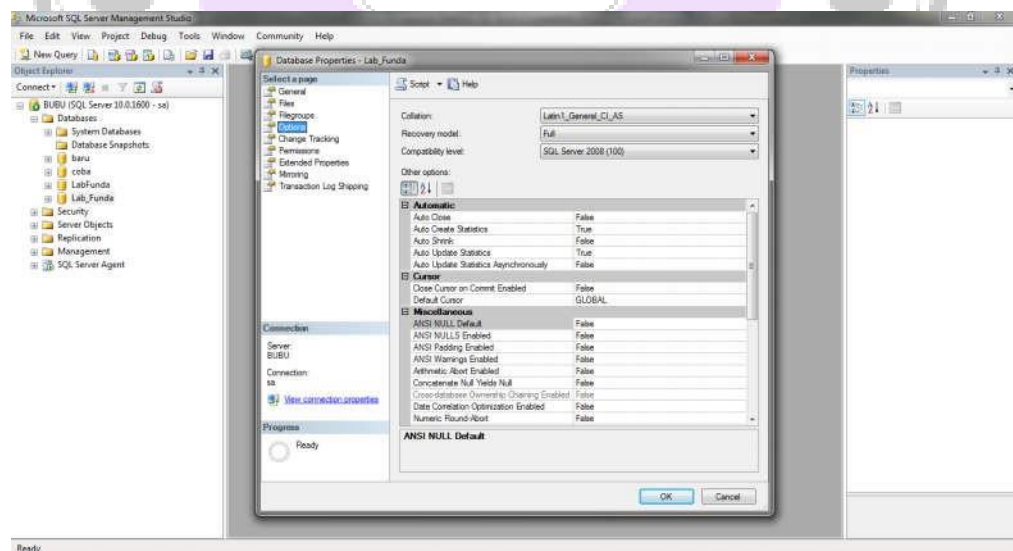 Microsoft SQL Server Management Studio
File Edit View Project Debug Tools Window Community Help
New Query
Object Explorer
Connect
BUBU (SQL Server 10.0.1600 - sa)
Databases
System Databases
Database Snapshots
baru
coba
LabFunda
Lab_Funda
Security
Server Objects
Replication
Management
SQL Server Agent
Database Properties - Lab_Funda
Select a page
General
Files
Filegroups
Options
Change Tracking
Permissions
Extended Properties
Mirroring
Transaction Log Shipping
Connection
Server:
BUBU
Connection:
sa
View connection properties
Progress
Ready
Script Help
Collation: Latin1_General_CI_AS
Recovery model: Full
Compatibility level: SQL Server 2008 (100)
Other options:
Automatic
Auto Close False
Auto Create Statistics True
Auto Shrink False
Auto Update Statistics True
Auto Update Statistics Asynchronously False
Cursor
Close Cursor on Commit Enabled False
Default Cursor GLOBAL
Miscellaneous
ANSI NULL Default False
ANSI NULLS Enabled False
ANSI Padding Enabled False
ANSI Warnings Enabled False
Arithmetic Abort Enabled False
Concatenate Null Yields Null False
Cross-database Ownership Chaining Enabled False
Date Correlation Optimization Enabled False
Numeric Round-Abort False
ANSI NULL Default
OK Cancel
Properties
Ready